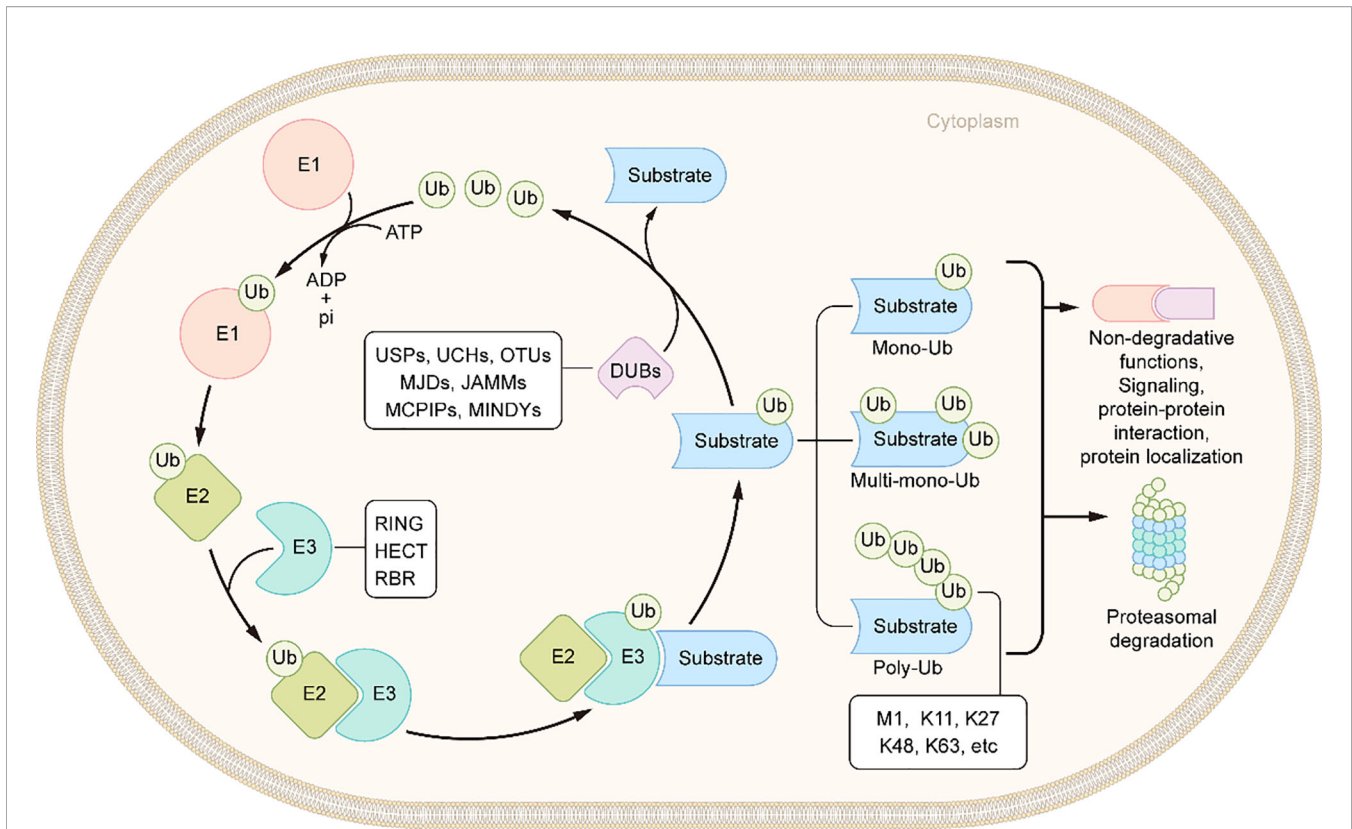 Cytoplasm
E1
Ub
Ub
Ub
Substrate
ATP
ADP
+
pi
Ub
E1
USPs, UCHs, OTUs
MJDs, JAMMs
MCPIPs, MINDYs
DUBs
Ub
Substrate
Ub
E2
E3
RING
HECT
RBR
Ub
E2
E3
Ub
E2
E3
Substrate
Ub
Substrate
Mono-Ub
Ub
Ub
Ub
Substrate
Multi-mono-Ub
Ub
Ub
Ub
Ub
Substrate
Poly-Ub
M1, K11, K27
K48, K63, etc
Non-degradative
functions,
Signaling,
protein-protein
interaction,
protein localization
Proteasomal
degradation